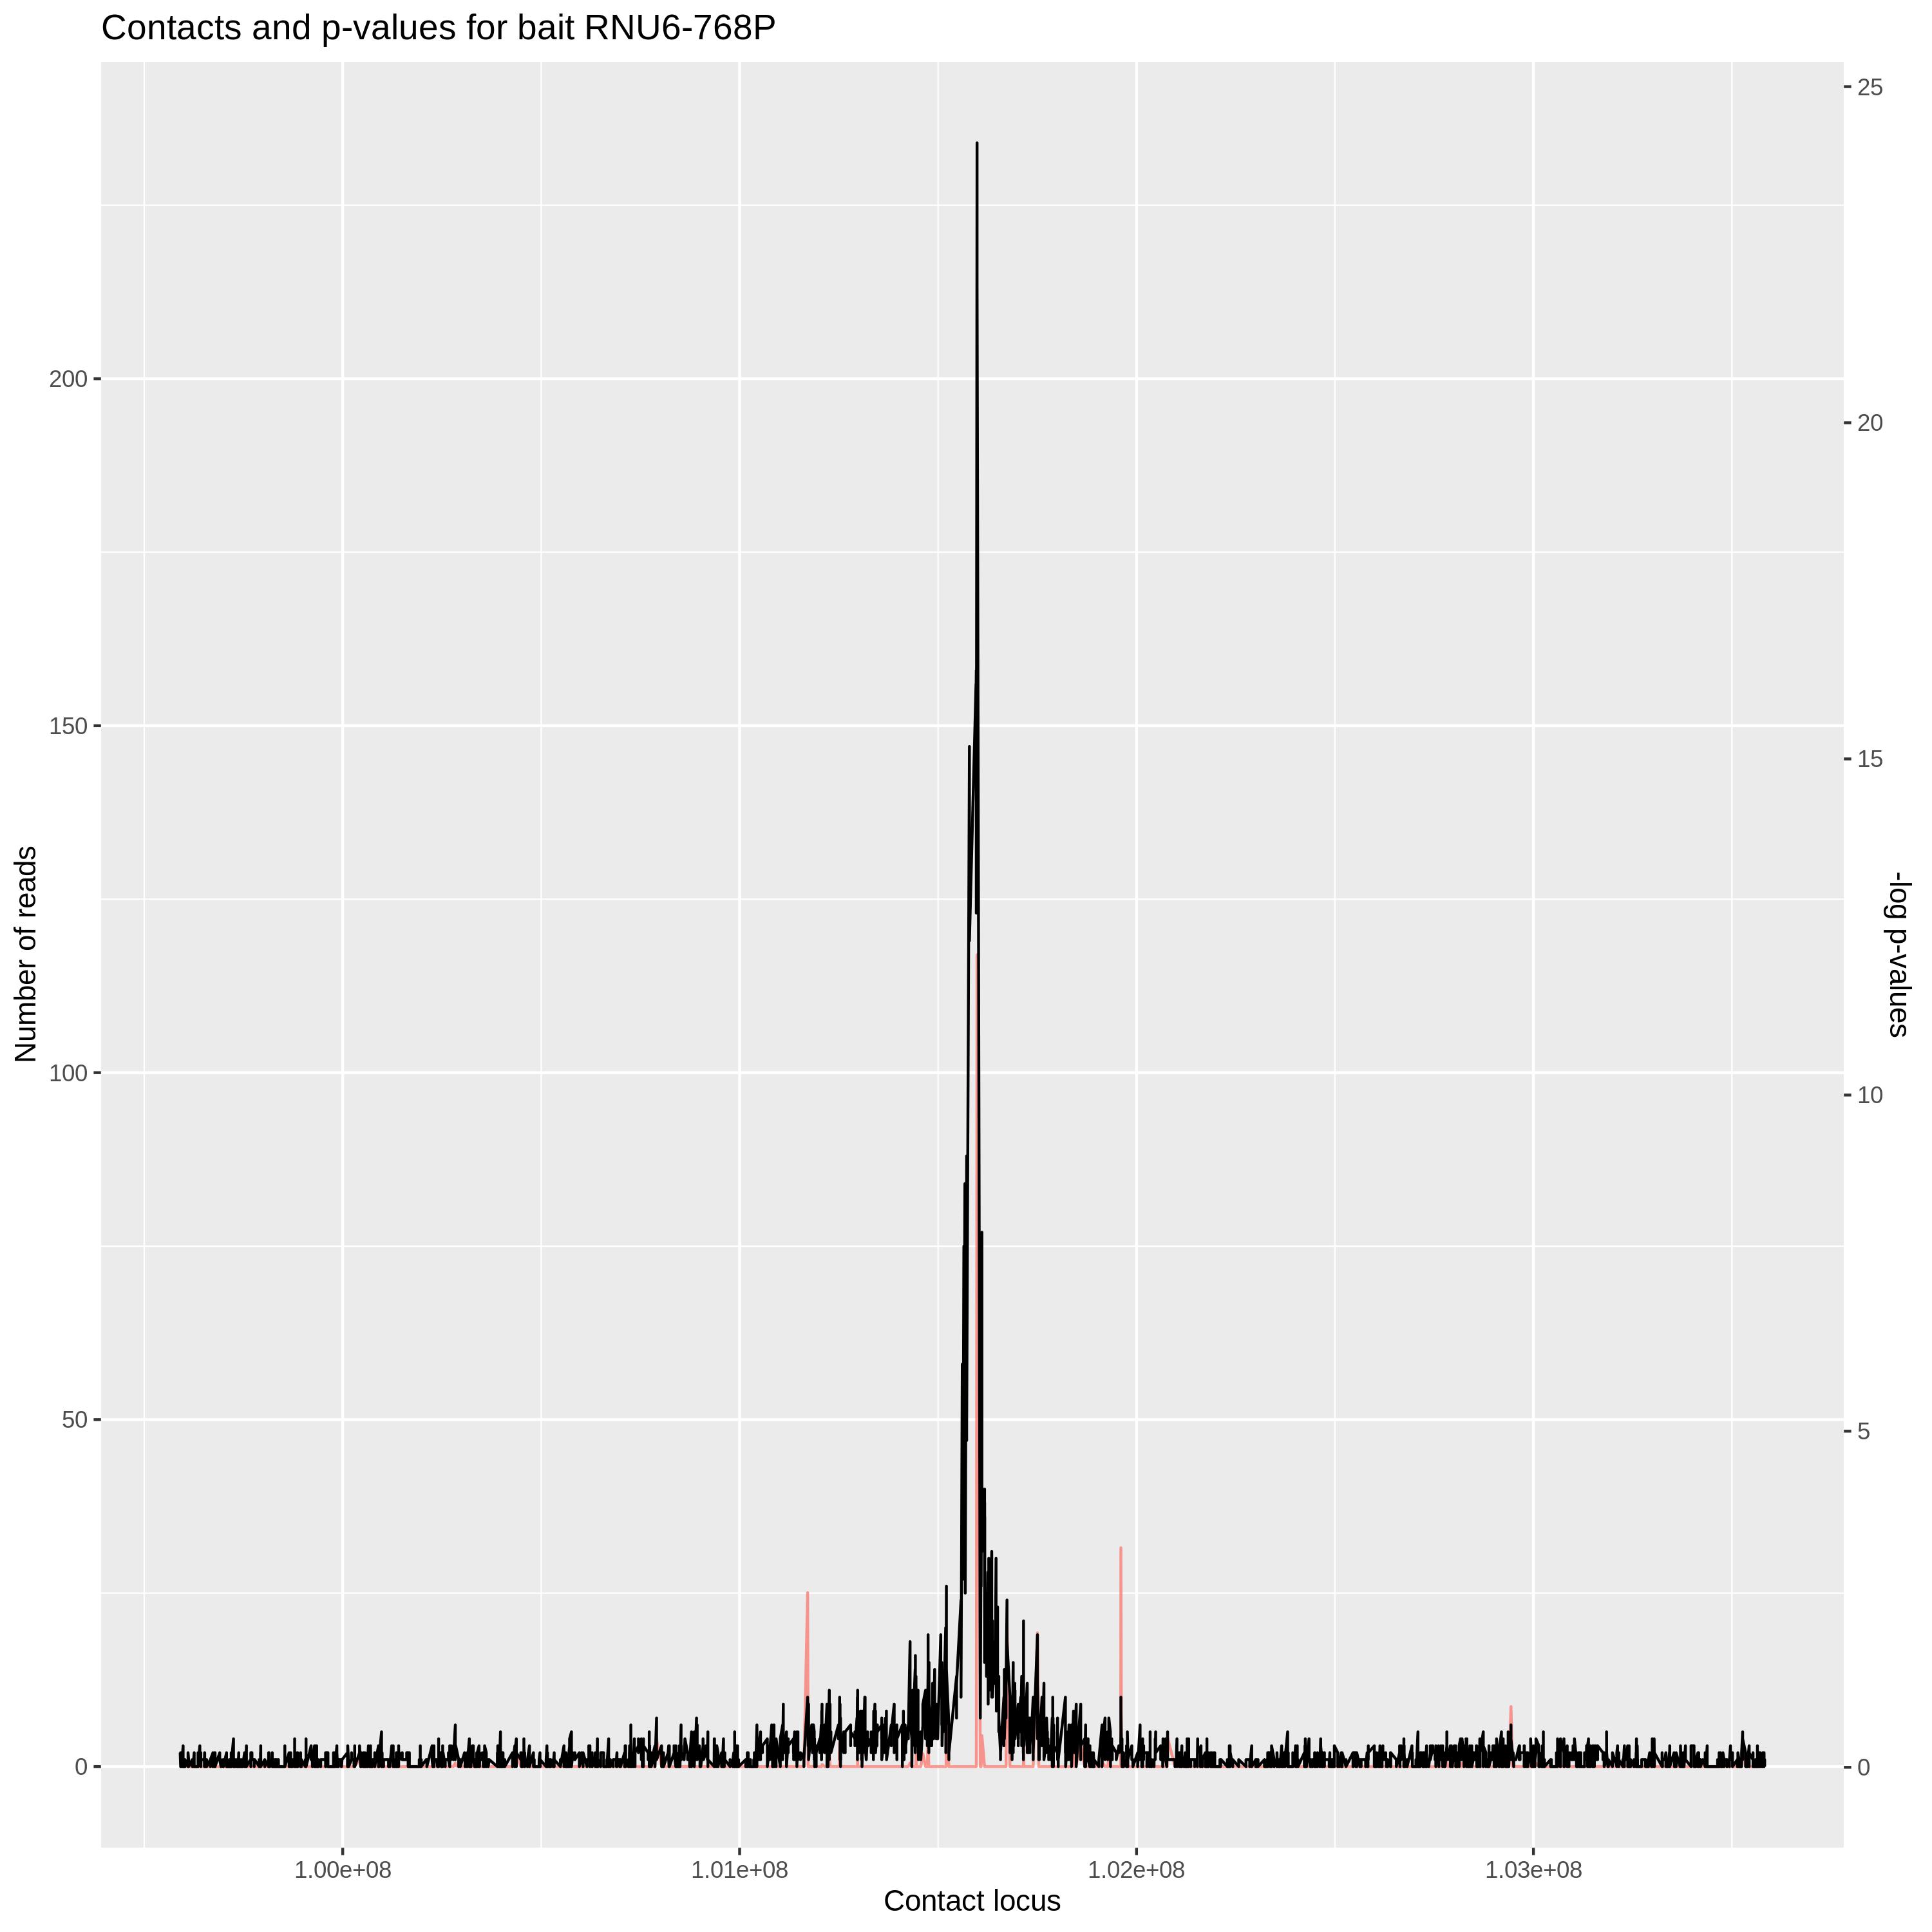 Contacts and p-values for bait RNU6-768P
Number of reads
200
150
100
50
0
25
20
15
10
5
0
-log p-values
1.00e+08
1.01e+08
1.02e+08
1.03e+08
Contact locus